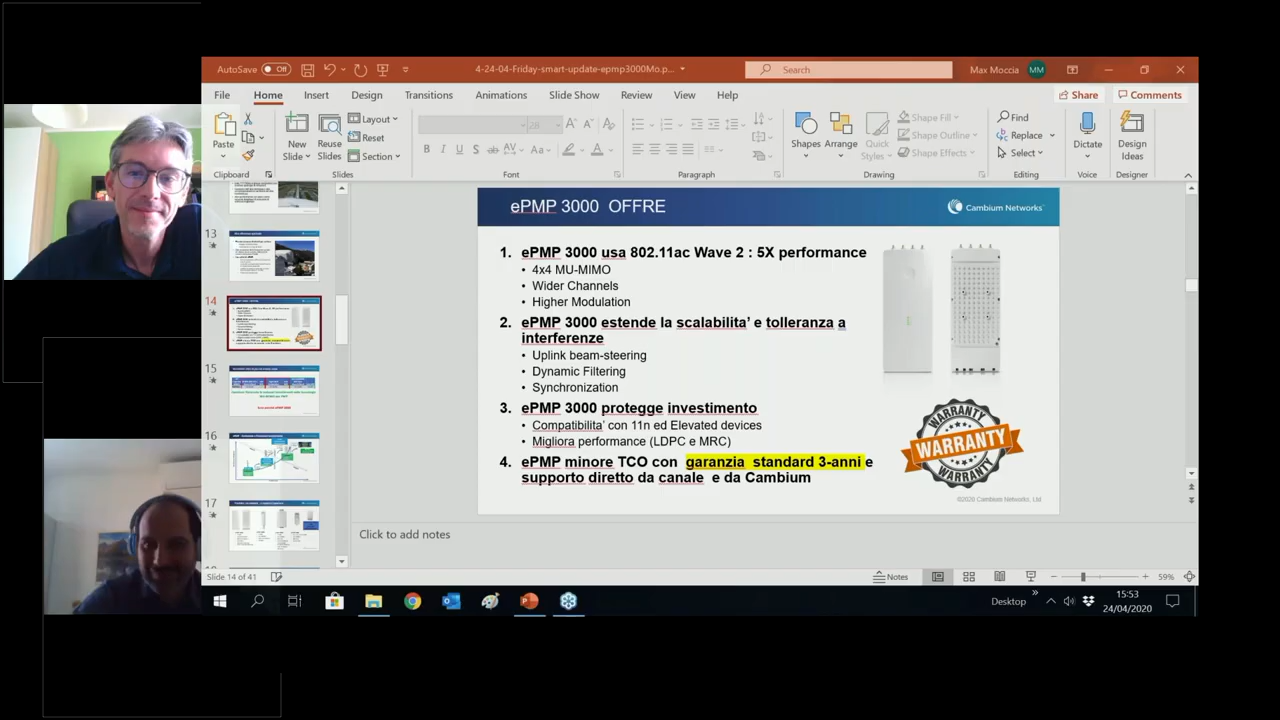 AutoSave Off 4-24-04-Friday-smart-update-epmp3000Mo.p... Search Max Moccia MM
File Home Insert Design Transitions Animations Slide Show Review View Help Share Comments
Paste New Slide Reuse Slides Layout Reset Section
28
Shapes Arrange Quick Styles Shape Fill Shape Outline Shape Effects
Find Replace Select Dictate Design Ideas
Clipboard Slides Font Paragraph Drawing Editing Voice Designer
13
14
15
16
17
ePMP 3000 OFFRE
Cambium Networks™
1. ePMP 3000 usa 802.11ac Wave 2 : 5X performance
• 4x4 MU-MIMO
• Wider Channels
• Higher Modulation
2. ePMP 3000 estende la scalabilita’ e tolleranza a
interferenze
• Uplink beam-steering
• Dynamic Filtering
• Synchronization
3. ePMP 3000 protegge investimento
• Compatibilita’ con 11n ed Elevated devices
• Migliora performance (LDPC e MRC)
4. ePMP minore TCO con garanzia standard 3-anni e
supporto diretto da canale e da Cambium
WARRANTY
WARRANTY
WARRANTY
©2020 Cambium Networks, Ltd
Click to add notes
Slide 14 of 41 Notes 59%
Desktop
15:53
24/04/2020